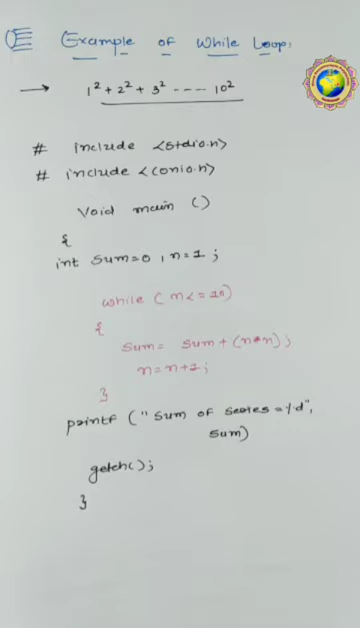 Example of While Loop:
→ 1² + 2² + 3² ---- 10²
# include <stdio.h>
# include <conio.h>
Void main ()
{
int Sum=0, n=1;
while (n<=10)
{
Sum= Sum+(n*n);
n=n+1;
}
printf ("Sum of series=%d",
Sum)
getch();
}